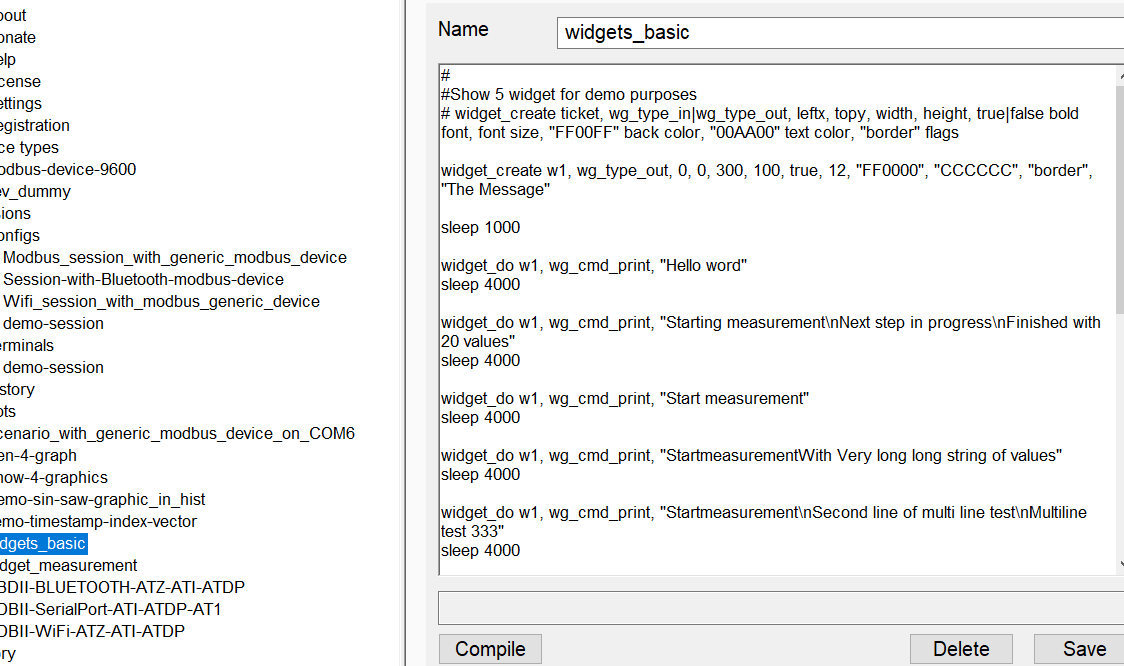 bout
onate
elp
cense
ettings
egistration
ce types
odbus-device-9600
ev_dummy
sions
onfigs
Modbus_session_with_generic_modbus_device
Session-with-Bluetooth-modbus-device
Wifi_session_with_modbus_generic_device
demo-session
erminals
demo-session
story
ots
cenario_with_generic_modbus_device_on_COM6
en-4-graph
how-4-graphics
emo-sin-saw-graphic_in_hist
emo-timestamp-index-vector
dgets_basic
dget_measurement
BDII-BLUETOOTH-ATZ-ATI-ATDP
OBII-SerialPort-ATI-ATDP-AT1
OBII-WiFi-ATZ-ATI-ATDP
ry
Name
widgets_basic
#
#Show 5 widget for demo purposes
# widget_create ticket, wg_type_in|wg_type_out, leftx, topy, width, height, true|false bold
font, font size, "FF00FF" back color, "00AA00" text color, "border" flags
widget_create w1, wg_type_out, 0, 0, 300, 100, true, 12, "FF0000", "CCCCCC", "border",
"The Message"
sleep 1000
widget_do w1, wg_cmd_print, "Hello word"
sleep 4000
widget_do w1, wg_cmd_print, "Starting measurement\nNext step in progress\nFinished with
20 values"
sleep 4000
widget_do w1, wg_cmd_print, "Start measurement"
sleep 4000
widget_do w1, wg_cmd_print, "StartmeasurementWith Very long long string of values"
sleep 4000
widget_do w1, wg_cmd_print, "Startmeasurement\nSecond line of multi line test\nMultiline
test 333"
sleep 4000
Compile
Delete
Save